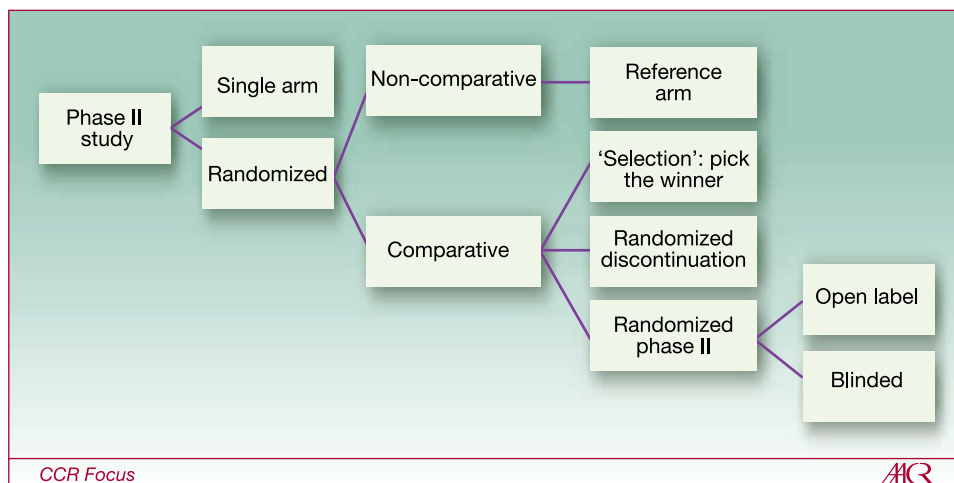 Phase II
study
Single arm
Randomized
Non-comparative
Comparative
Reference
arm
'Selection': pick
the winner
Randomized
discontinuation
Randomized
phase II
Open label
Blinded
CCR Focus
AACR